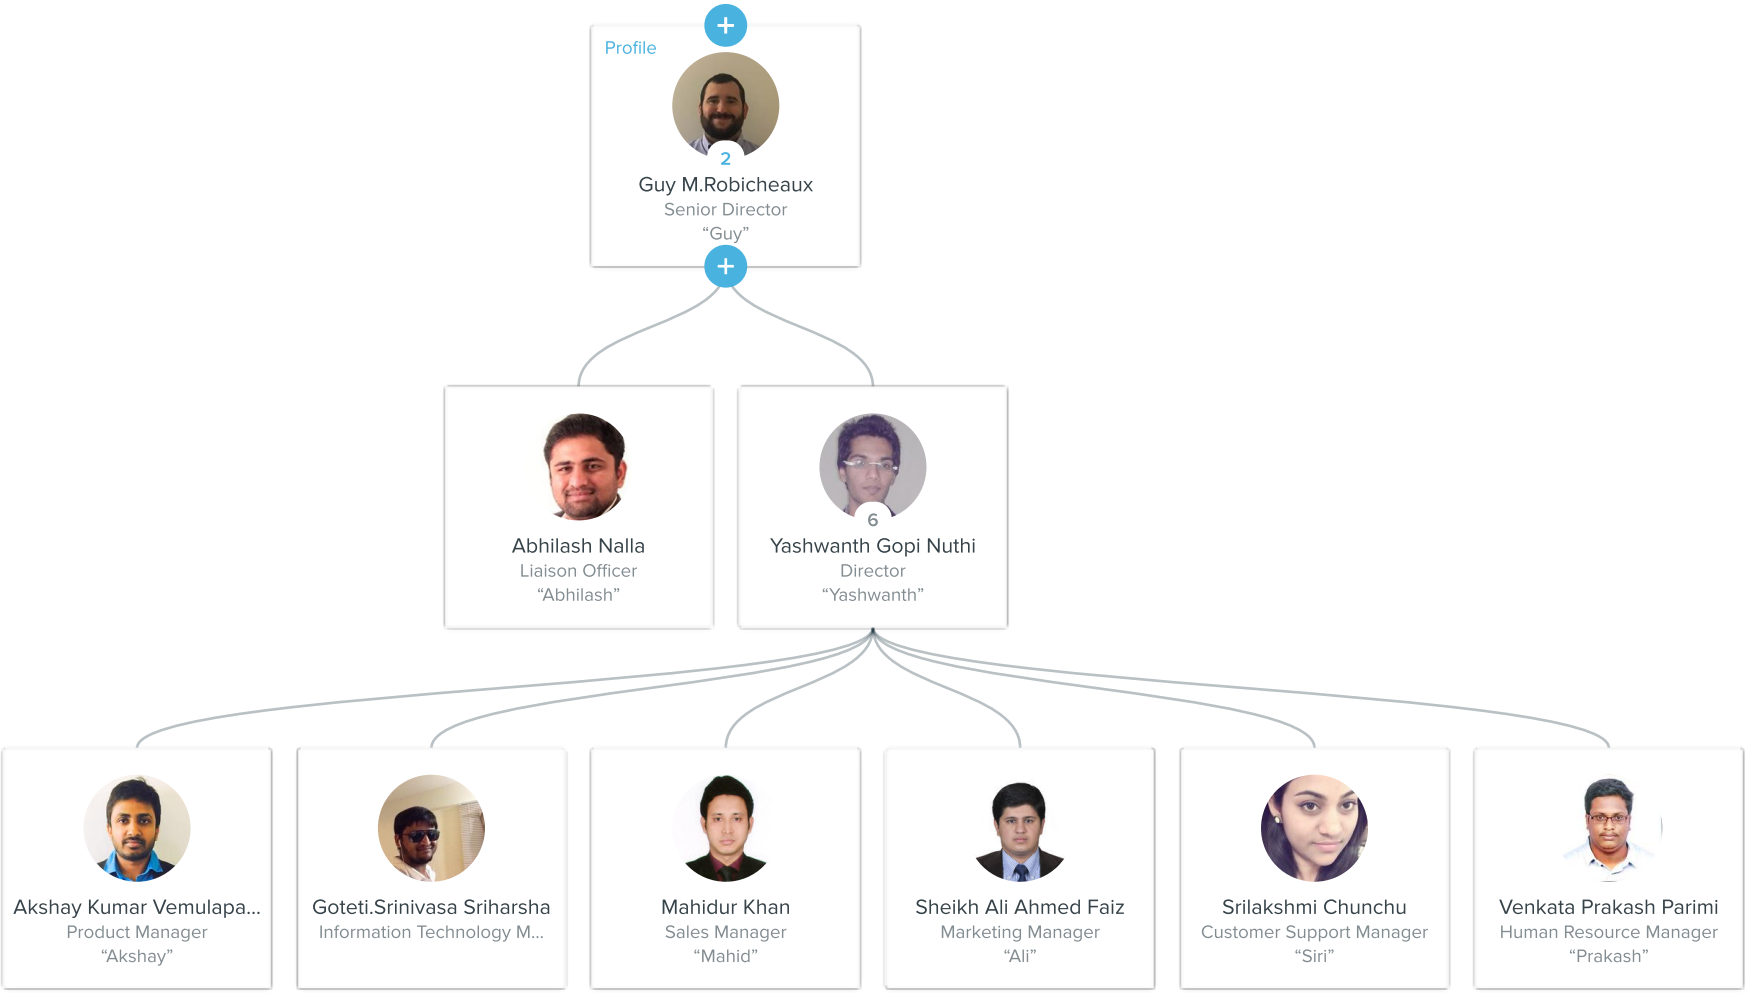 Profile
2
Guy M.Robicheaux
Senior Director
“Guy”
Abhilash Nalla
Liaison Officer
“Abhilash”
6
Yashwanth Gopi Nuthi
Director
“Yashwanth”
Akshay Kumar Vemulapa...
Product Manager
“Akshay”
Goteti.Srinivasa Sriharsha
Information Technology M...
Mahidur Khan
Sales Manager
“Mahid”
Sheikh Ali Ahmed Faiz
Marketing Manager
“Ali”
Srilakshmi Chunchu
Customer Support Manager
“Siri”
Venkata Prakash Parimi
Human Resource Manager
“Prakash”